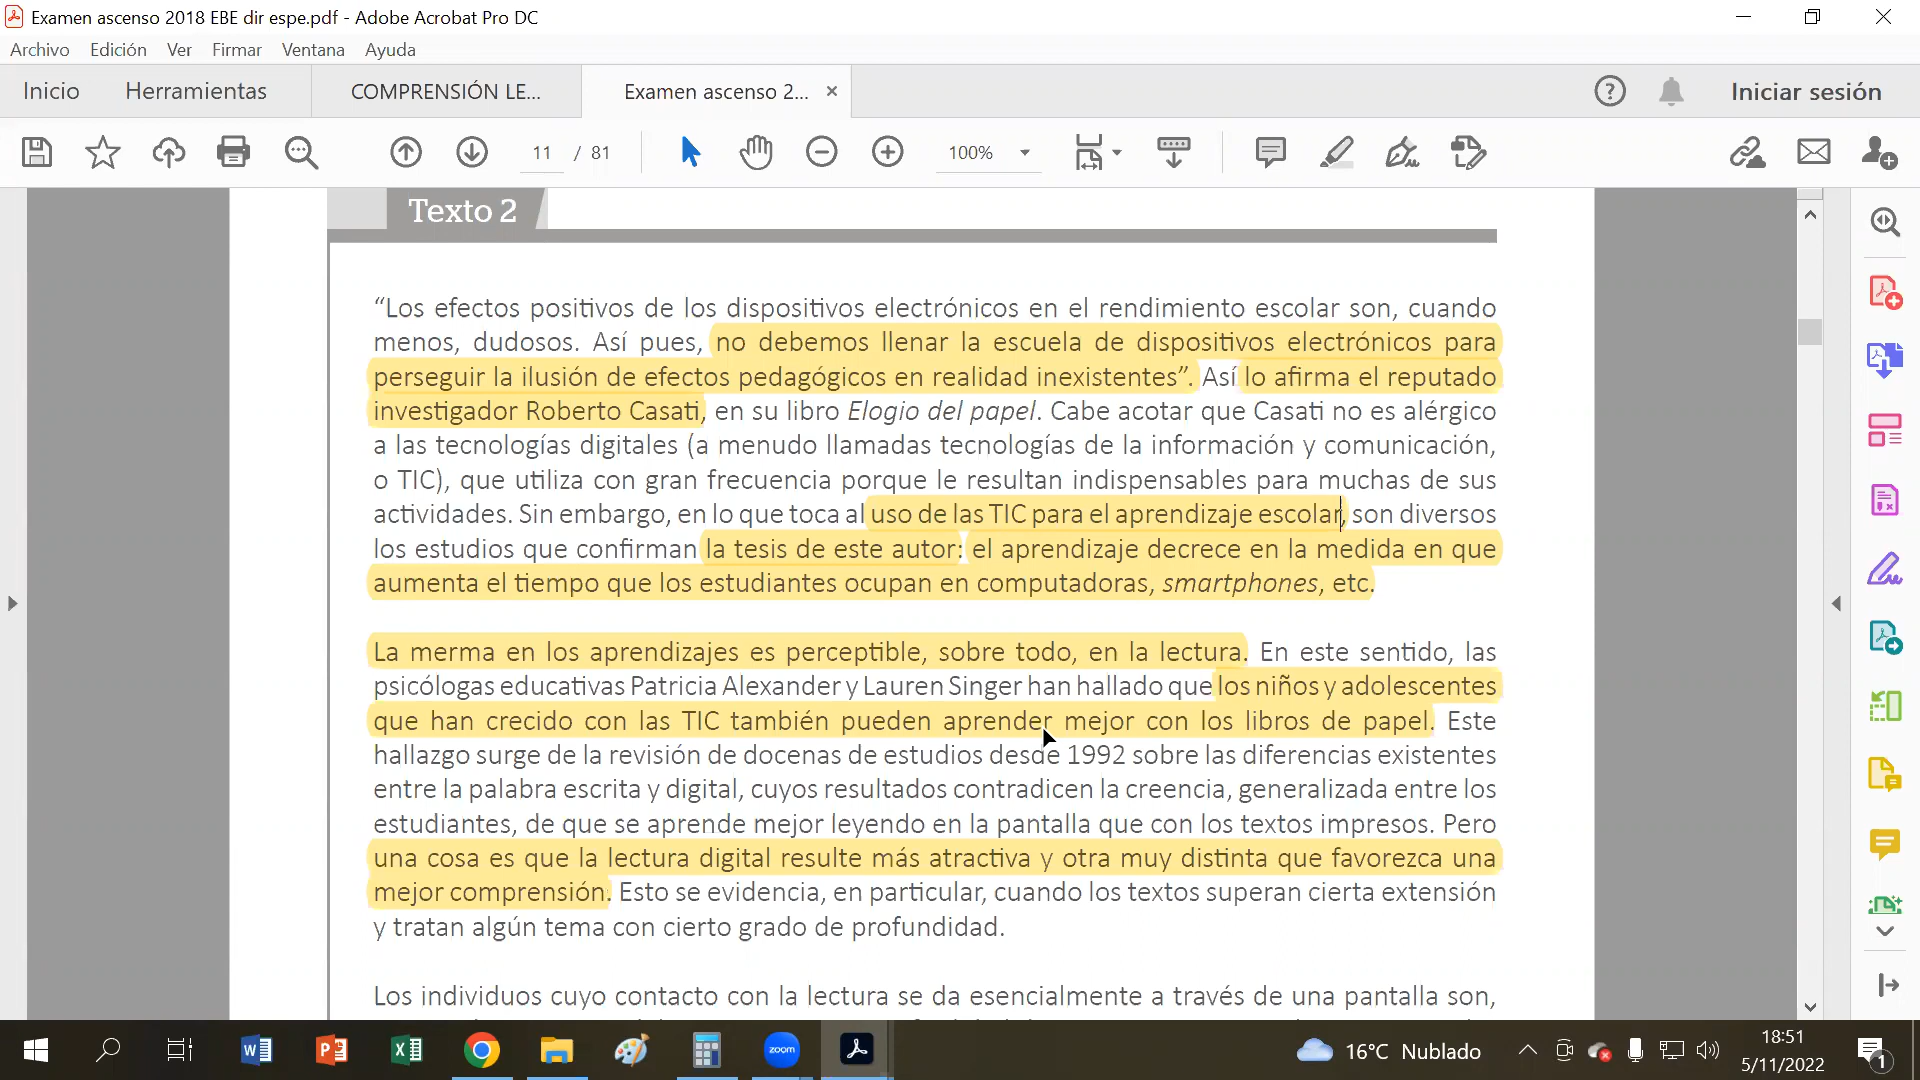 Examen ascenso 2018 EBE dir espe.pdf - Adobe Acrobat Pro DC
Archivo Edición Ver Firmar Ventana Ayuda
Inicio Herramientas COMPRENSIÓN LE... Examen ascenso 2... × Iniciar sesión
11 / 81 100%
Texto 2
“Los efectos positivos de los dispositivos electrónicos en el rendimiento escolar son, cuando
menos, dudosos. Así pues, no debemos llenar la escuela de dispositivos electrónicos para
perseguir la ilusión de efectos pedagógicos en realidad inexistentes”. Así lo afirma el reputado
investigador Roberto Casati, en su libro Elogio del papel. Cabe acotar que Casati no es alérgico
a las tecnologías digitales (a menudo llamadas tecnologías de la información y comunicación,
o TIC), que utiliza con gran frecuencia porque le resultan indispensables para muchas de sus
actividades. Sin embargo, en lo que toca al uso de las TIC para el aprendizaje escolar, son diversos
los estudios que confirman la tesis de este autor: el aprendizaje decrece en la medida en que
aumenta el tiempo que los estudiantes ocupan en computadoras, smartphones, etc.
La merma en los aprendizajes es perceptible, sobre todo, en la lectura. En este sentido, las
psicólogas educativas Patricia Alexander y Lauren Singer han hallado que los niños y adolescentes
que han crecido con las TIC también pueden aprender mejor con los libros de papel. Este
hallazgo surge de la revisión de docenas de estudios desde 1992 sobre las diferencias existentes
entre la palabra escrita y digital, cuyos resultados contradicen la creencia, generalizada entre los
estudiantes, de que se aprende mejor leyendo en la pantalla que con los textos impresos. Pero
una cosa es que la lectura digital resulte más atractiva y otra muy distinta que favorezca una
mejor comprensión. Esto se evidencia, en particular, cuando los textos superan cierta extensión
y tratan algún tema con cierto grado de profundidad.
Los individuos cuyo contacto con la lectura se da esencialmente a través de una pantalla son,
zoom
16°C Nublado
18:51
5/11/2022
1